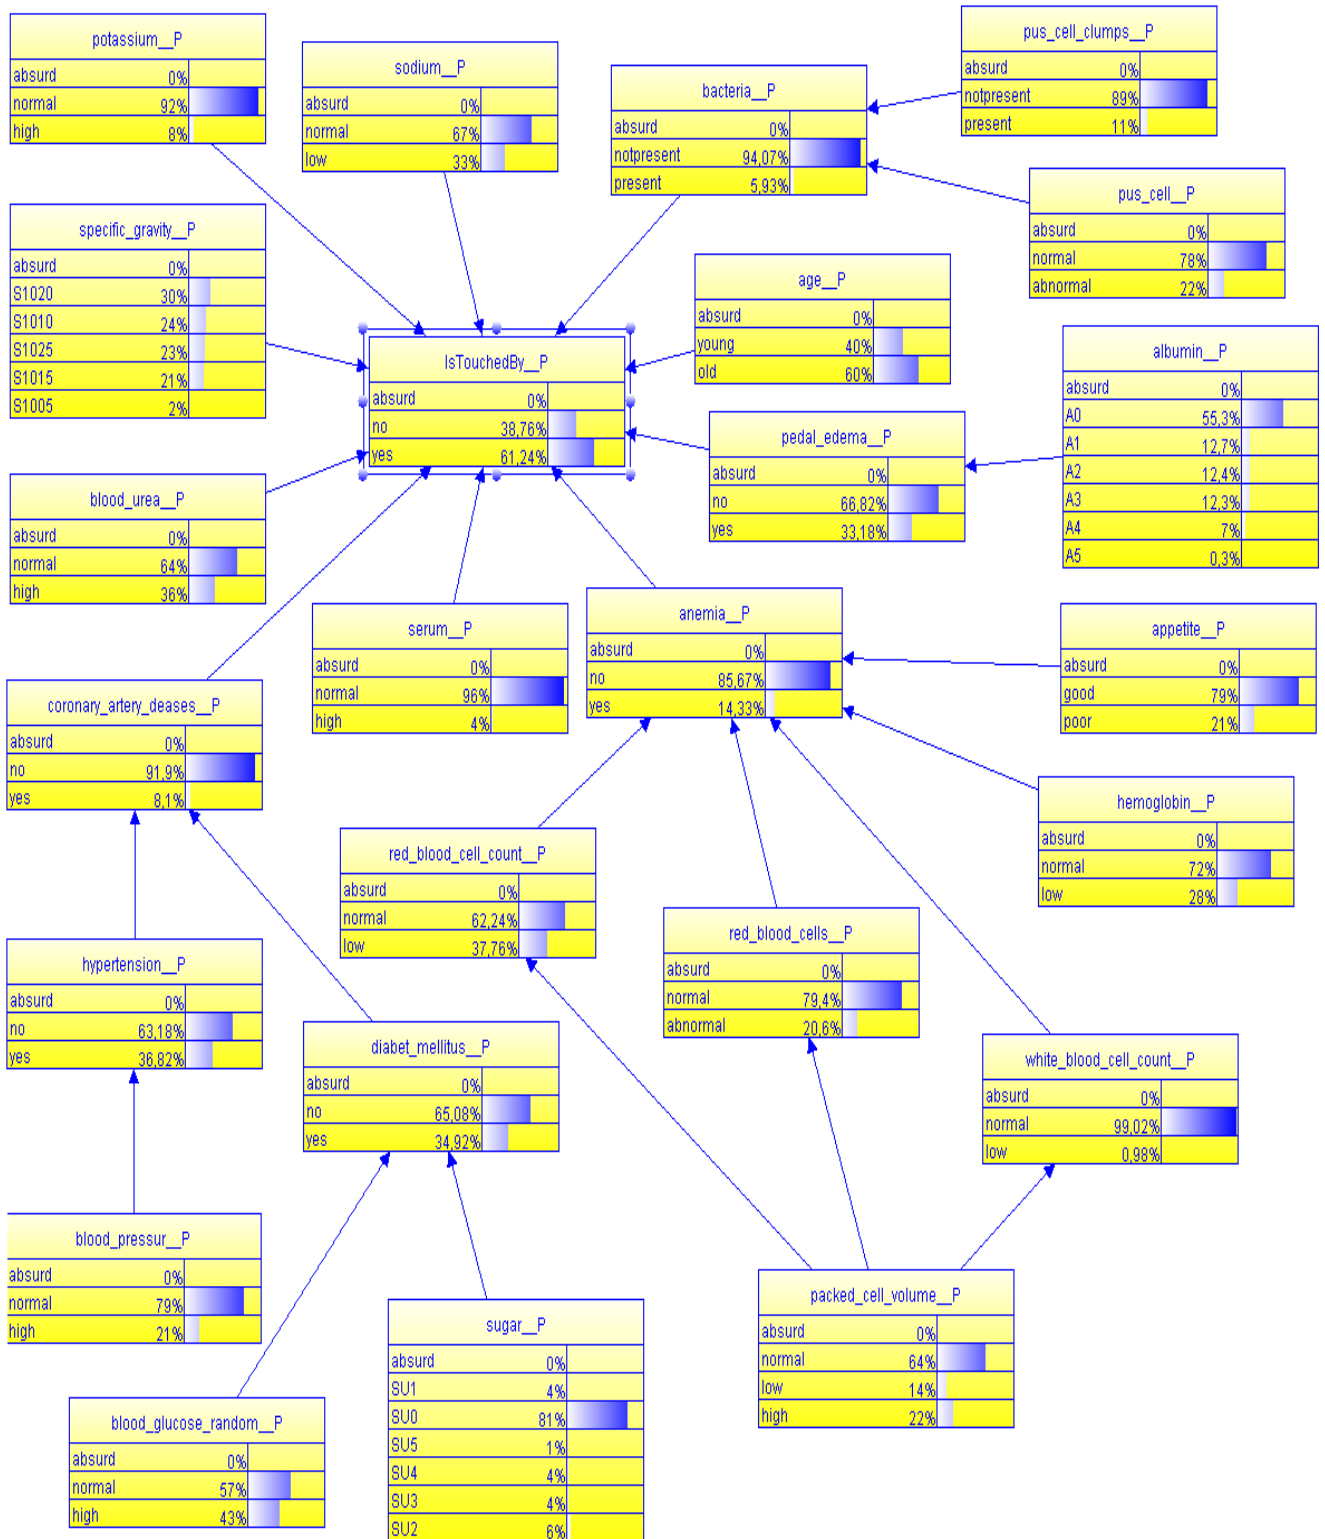 potassium__P
absurd 0%
normal 92%
high 8%
sodium__P
absurd 0%
normal 67%
low 33%
bacteria__P
absurd 0%
notpresent 94,07%
present 5,93%
pus_cell_clumps__P
absurd 0%
notpresent 89%
present 11%
pus_cell__P
absurd 0%
normal 78%
abnormal 22%
specific_gravity__P
absurd 0%
S1020 30%
S1010 24%
S1025 23%
S1015 21%
S1005 2%
age__P
absurd 0%
young 40%
old 60%
IsTouchedBy__P
absurd 0%
no 38,76%
yes 61,24%
albumin__P
absurd 0%
A0 55,3%
A1 12,7%
A2 12,4%
A3 12,3%
A4 7%
A5 0,3%
pedal_edema__P
absurd 0%
no 66,82%
yes 33,18%
blood_urea__P
absurd 0%
normal 64%
high 36%
serum__P
absurd 0%
normal 96%
high 4%
anemia__P
absurd 0%
no 85,67%
yes 14,33%
appetite__P
absurd 0%
good 79%
poor 21%
coronary_artery_deases__P
absurd 0%
no 91,9%
yes 8,1%
hemoglobin__P
absurd 0%
normal 72%
low 28%
red_blood_cell_count__P
absurd 0%
normal 62,24%
low 37,76%
red_blood_cells__P
absurd 0%
normal 79,4%
abnormal 20,6%
hypertension__P
absurd 0%
no 63,18%
yes 36,82%
diabet_mellitus__P
absurd 0%
no 65,08%
yes 34,92%
white_blood_cell_count__P
absurd 0%
normal 99,02%
low 0,98%
blood_pressur__P
absurd 0%
normal 79%
high 21%
packed_cell_volume__P
absurd 0%
normal 64%
low 14%
high 22%
sugar__P
absurd 0%
SU1 4%
SU0 81%
SU5 1%
SU4 4%
SU3 4%
SU2 6%
blood_glucose_random__P
absurd 0%
normal 57%
high 43%